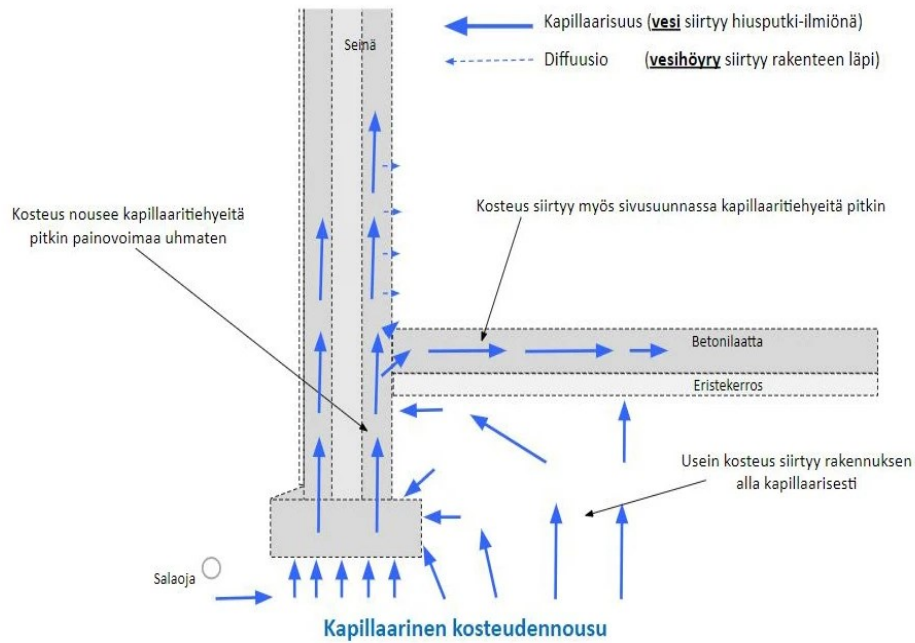 Kapillaarisuus (vesi siirtyy hiusputki-ilmiönä)
Seinä
Diffuusio (vesihöyry siirtyy rakenteen läpi)
Kosteus nousee kapillaaritiehyeitä
pitkin painovoimaa uhmaten
Kosteus siirtyy myös sivusuunnassa kapillaaritiehyeitä pitkin
Betonilaatta
Eristekerros
Usein kosteus siirtyy rakennuksen
alla kapillaarisesti
Salaoja
Kapillaarinen kosteudennousu